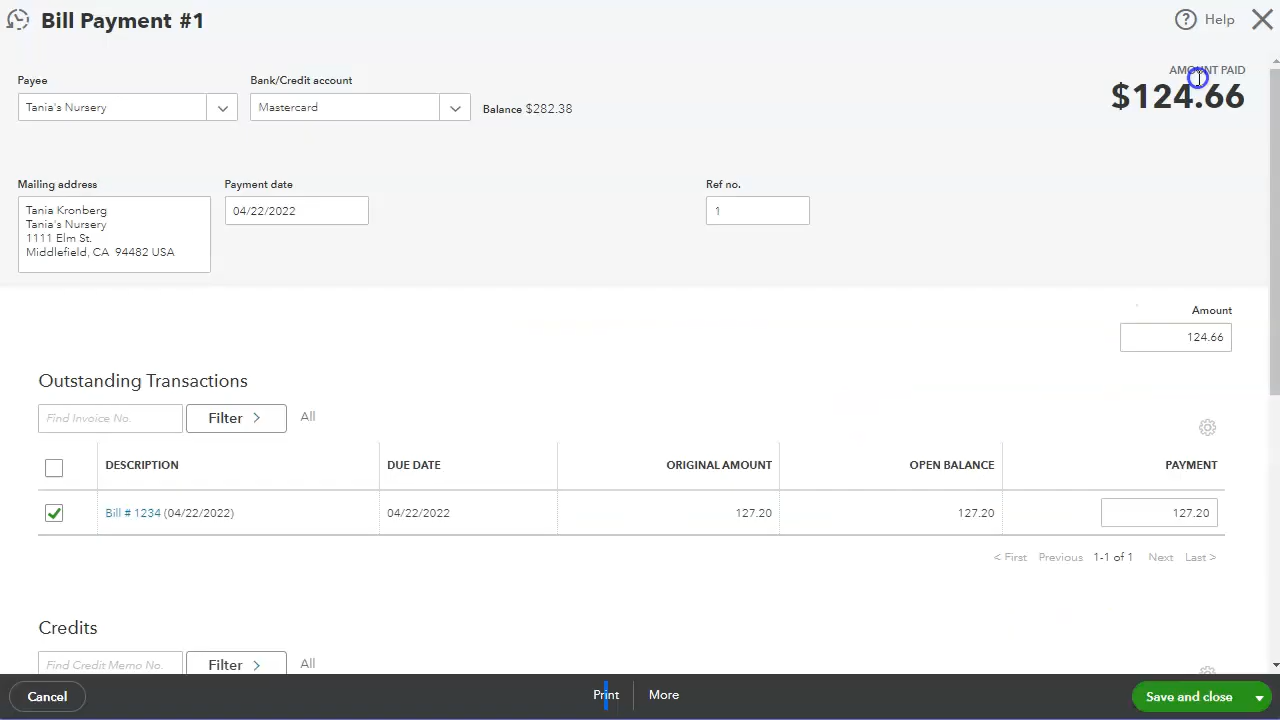 Bill Payment #1
Help
Payee
Bank/Credit account
AMOUNT PAID
Tania's Nursery
Mastercard
Balance $282.38
$124.66
Mailing address
Payment date
Ref no.
Tania Kronberg
Tania's Nursery
1111 Elm St.
Middlefield, CA 94482 USA
04/22/2022
1
Amount
124.66
Outstanding Transactions
Find Invoice No.
Filter >
All
DESCRIPTION
DUE DATE
ORIGINAL AMOUNT
OPEN BALANCE
PAYMENT
Bill # 1234 (04/22/2022)
04/22/2022
127.20
127.20
127.20
< First Previous 1-1 of 1 Next Last >
Credits
Find Credit Memo No.
Filter >
All
Cancel
Print
More
Save and close